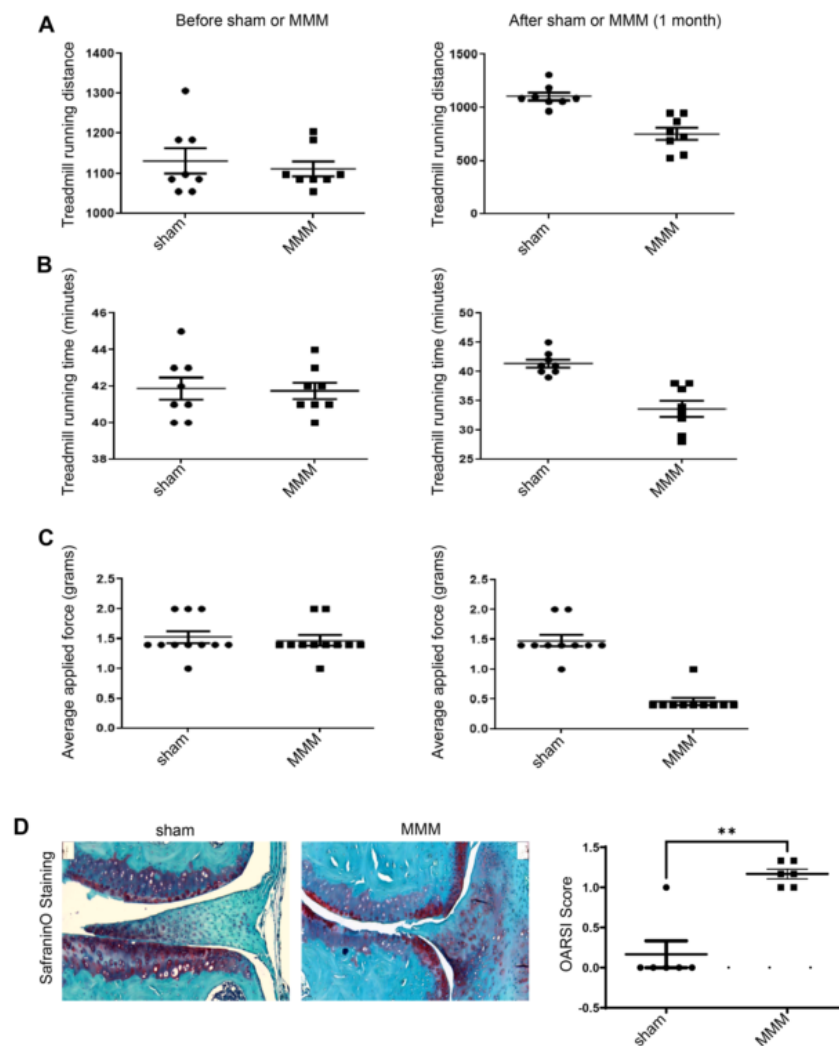 Before sham or MMM
After sham or MMM (1 month)
A
Treadmill running distance
1400
1300
1200
1100
1000
sham
MMM
Treadmill running distance
1500
1000
500
0
sham
MMM
B
Treadmill running time (minutes)
46
44
42
40
38
sham
MMM
Treadmill running time (minutes)
50
45
40
35
30
25
sham
MMM
C
Average applied force (grams)
2.5
2.0
1.5
1.0
0.5
0.0
sham
MMM
Average applied force (grams)
2.5
2.0
1.5
1.0
0.5
0.0
sham
MMM
D
SafraninO Staining
sham
MMM
OARSI Score
1.5
1.0
0.5
0.0
-0.5
**
sham
MMM